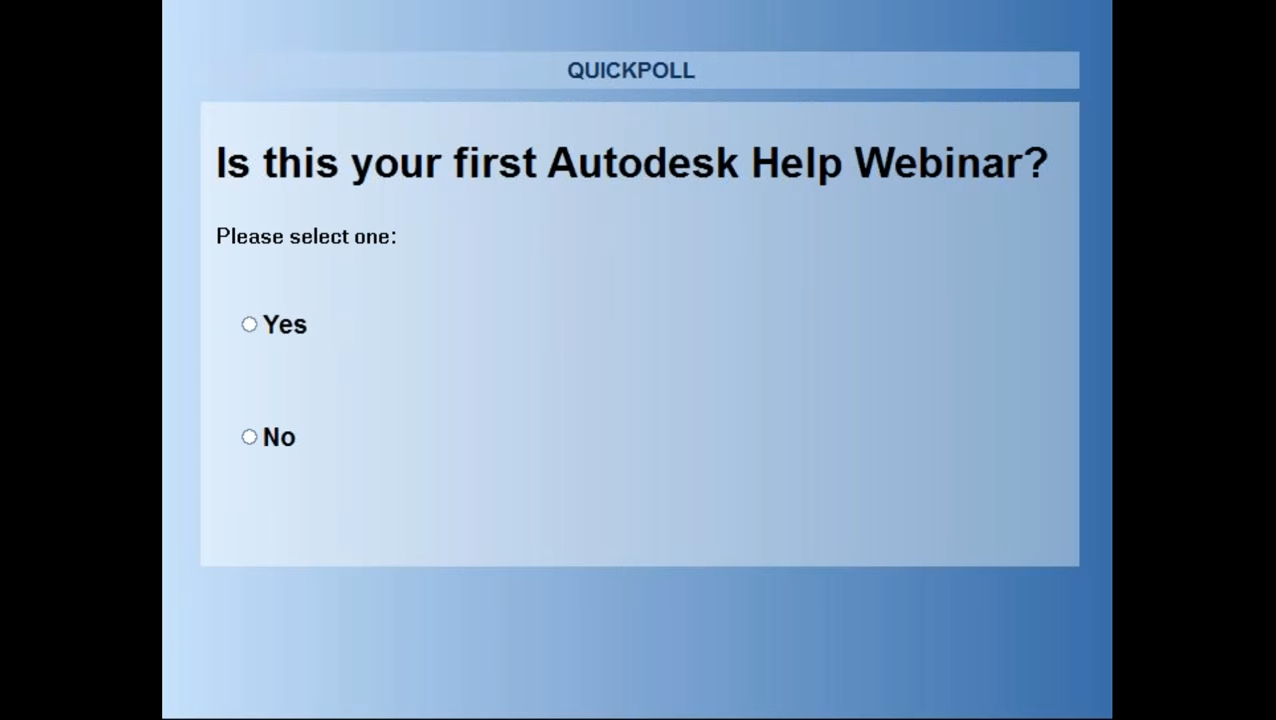 QUICKPOLL
Is this your first Autodesk Help Webinar?
Please select one:
Yes
No